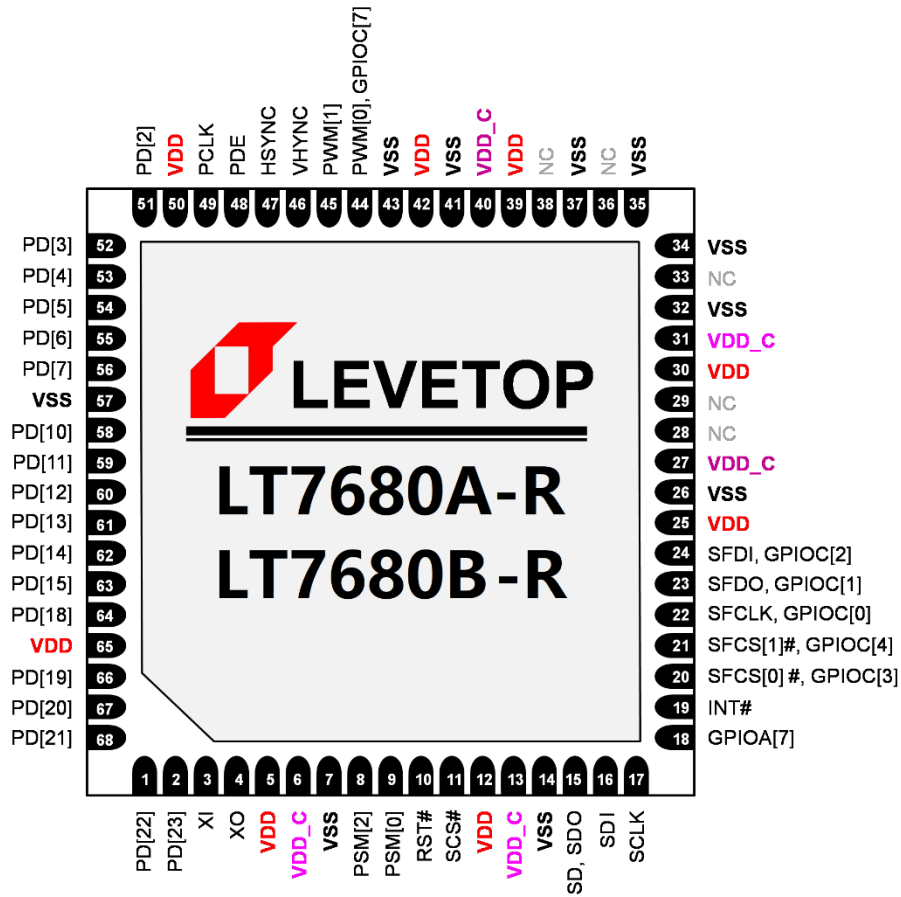 PD[2] VDD PCLK PDE HSYNC VHYNC PWM[1] PWM[0], GPIOC[7] VSS VDD VSS VDD_C VDD NC VSS NC VSS
51 50 49 48 47 46 45 44 43 42 41 40 39 38 37 36 35
PD[3] 52
PD[4] 53
PD[5] 54
PD[6] 55
PD[7] 56
VSS 57
PD[10] 58
PD[11] 59
PD[12] 60
PD[13] 61
PD[14] 62
PD[15] 63
PD[18] 64
VDD 65
PD[19] 66
PD[20] 67
PD[21] 68
LEVETOP
LT7680A-R
LT7680B-R
34 VSS
33 NC
32 VSS
31 VDD_C
30 VDD
29 NC
28 NC
27 VDD_C
26 VSS
25 VDD
24 SFDI, GPIOC[2]
23 SFDO, GPIOC[1]
22 SFCLK, GPIOC[0]
21 SFCS[1]#, GPIOC[4]
20 SFCS[0] #, GPIOC[3]
19 INT#
18 GPIOA[7]
1 2 3 4 5 6 7 8 9 10 11 12 13 14 15 16 17
PD[22] PD[23] XI XO VDD VDD_C VSS PSM[2] PSM[0] RST# SCS# VDD VDD_C VSS SD, SDO SDI SCLK